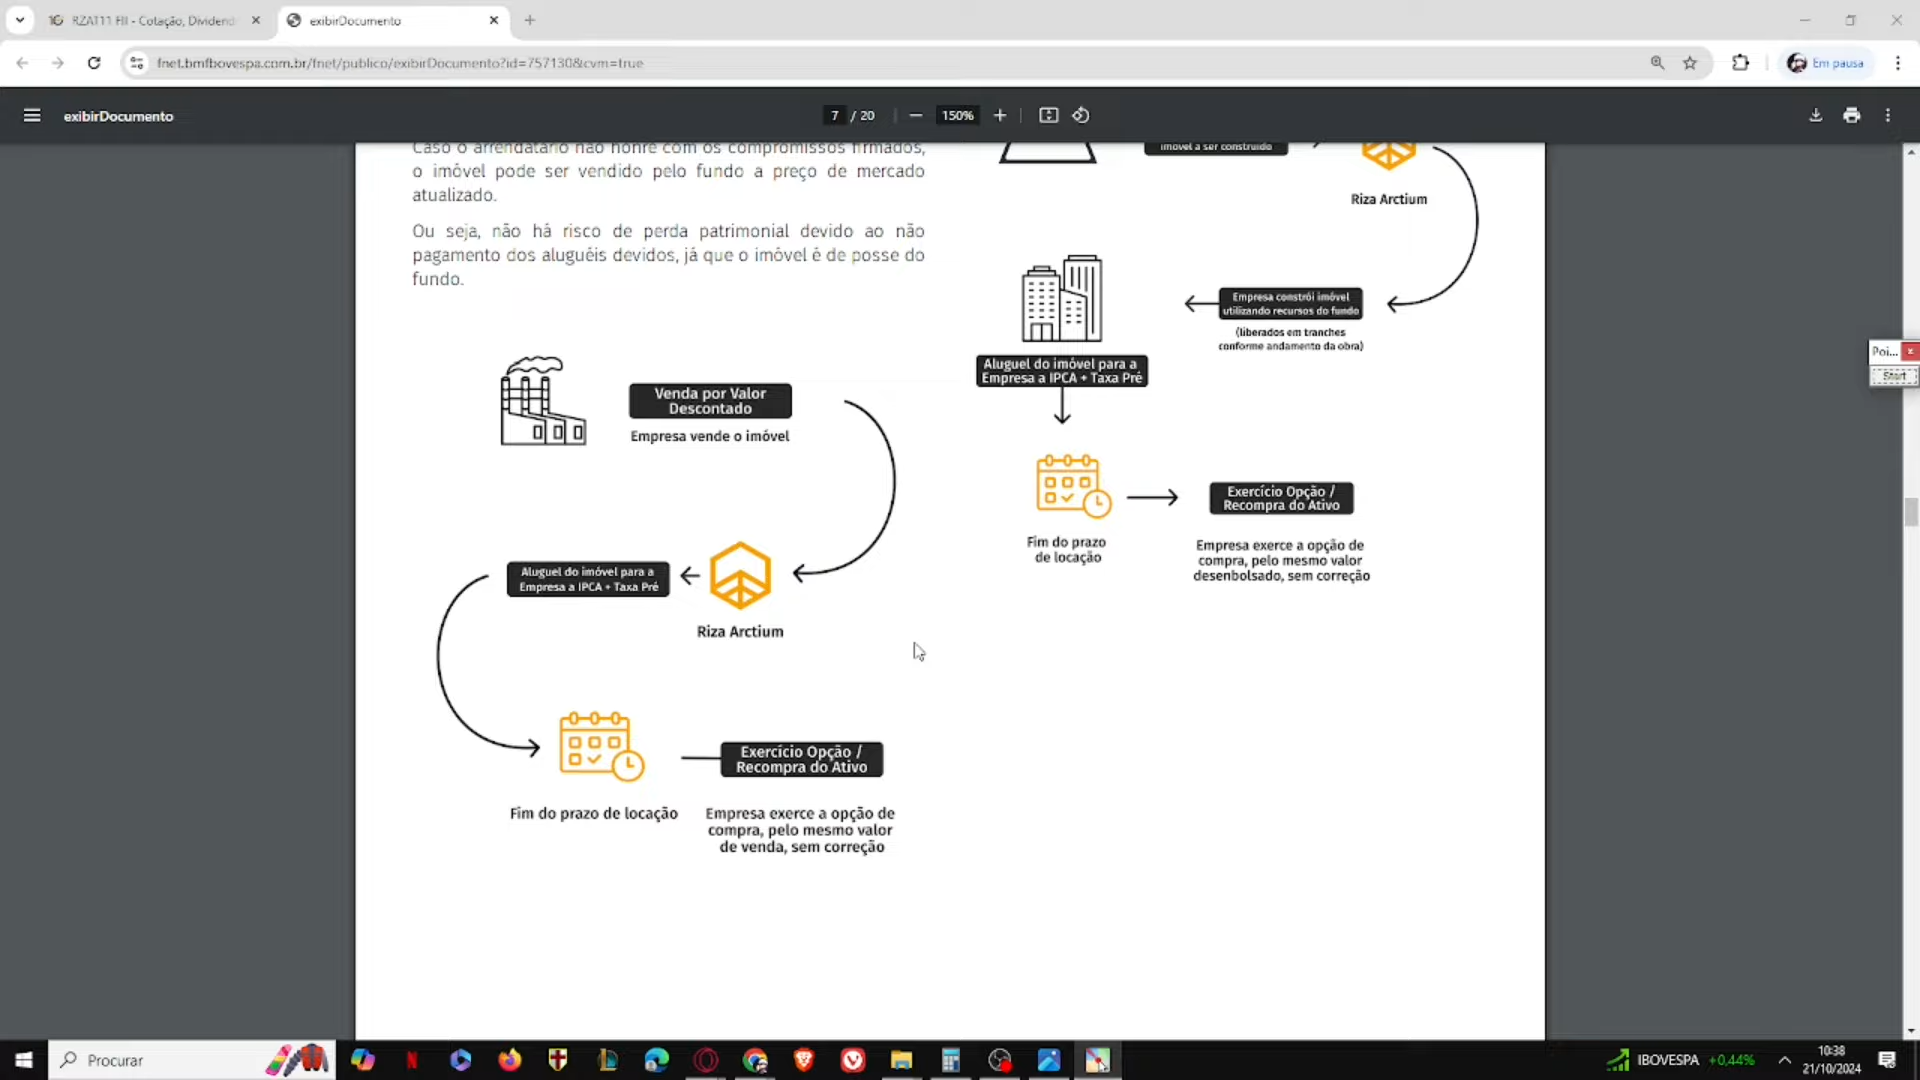 RZAT11 FII - Cotação, Dividend
exibirDocumento
fnet.bmfbovespa.com.br/fnet/publico/exibirDocumento?id=757130&cvm=true
Em pausa
exibirDocumento
7 / 20
150%
Caso o arrendatário não honre com os compromissos firmados,
o imóvel pode ser vendido pelo fundo a preço de mercado
atualizado.
Ou seja, não há risco de perda patrimonial devido ao não
pagamento dos aluguéis devidos, já que o imóvel é de posse do
fundo.
Venda por Valor
Descontado
Empresa vende o imóvel
Aluguel do imóvel para a
Empresa a IPCA + Taxa Pré
Riza Arctium
Fim do prazo de locação
Exercício Opção /
Recompra do Ativo
Empresa exerce a opção de
compra, pelo mesmo valor
de venda, sem correção
imóvel a ser construído
Riza Arctium
Empresa constrói imóvel
utilizando recursos do fundo
(liberados em tranches
conforme andamento da obra)
Aluguel do imóvel para a
Empresa a IPCA + Taxa Pré
Fim do prazo
de locação
Exercício Opção /
Recompra do Ativo
Empresa exerce a opção de
compra, pelo mesmo valor
desenbolsado, sem correção
Poi...
Start
Procurar
IBOVESPA +0,44%
10:38
21/10/2024